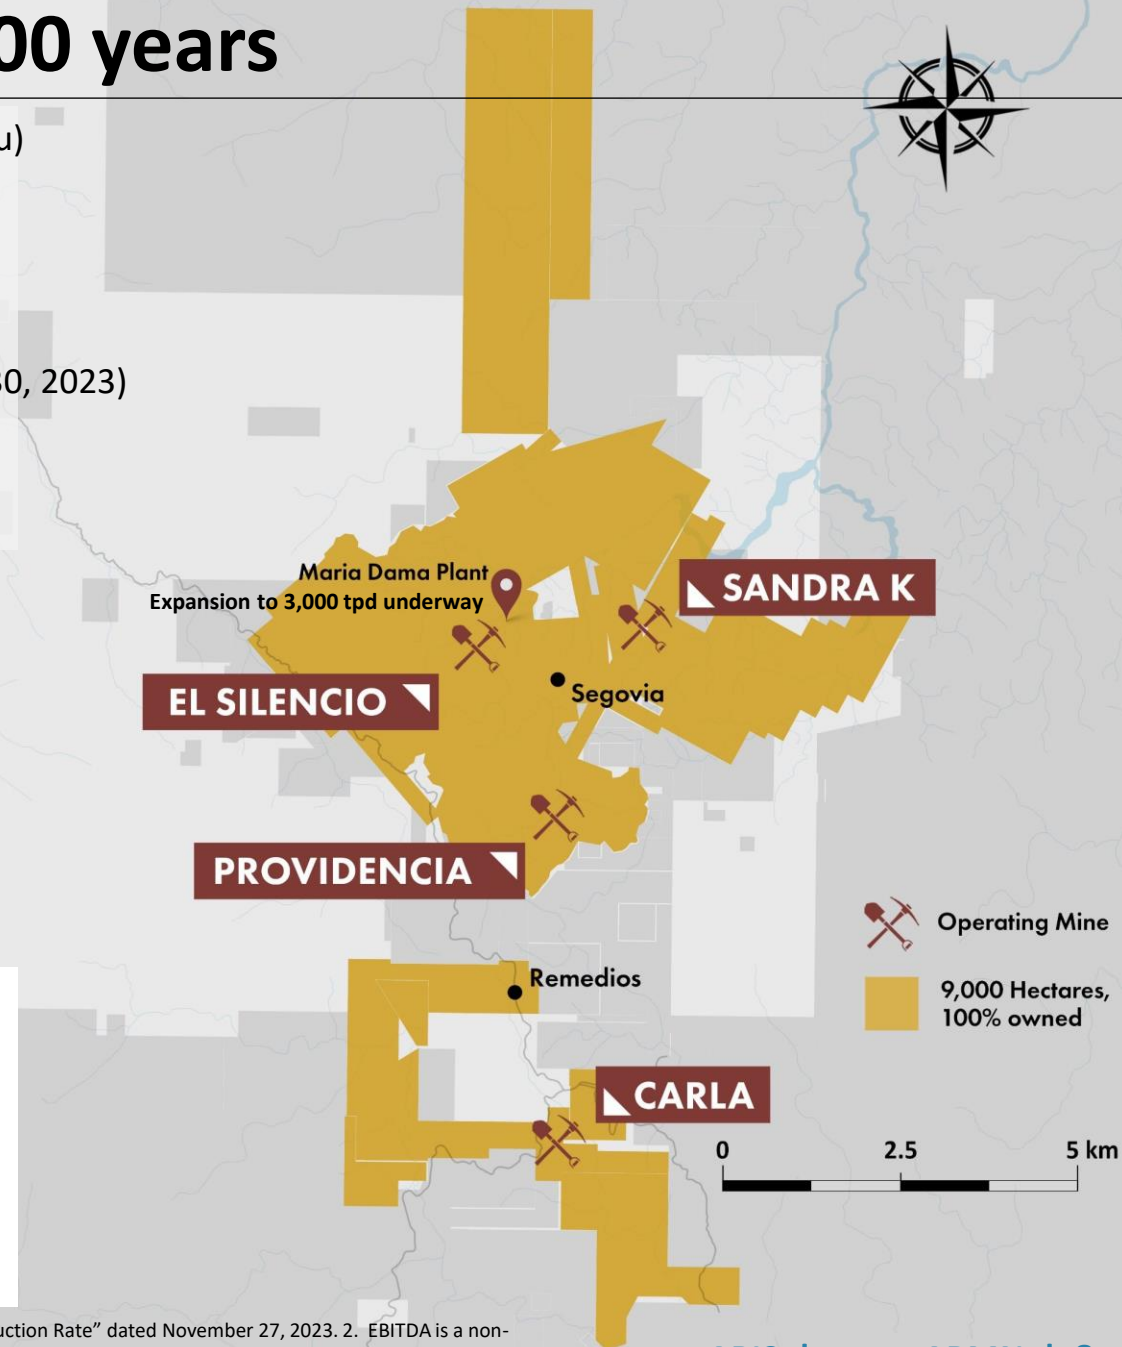 00 years
u)
30, 2023)
Maria Dama Plant
Expansion to 3,000 tpd underway
SANDRA K
EL SILENCIO
Segovia
PROVIDENCIA
Operating Mine
Remedios
9,000 Hectares,
100% owned
CARLA
0 2.5 5 km
uction Rate” dated November 27, 2023. 2. EBITDA is a non-